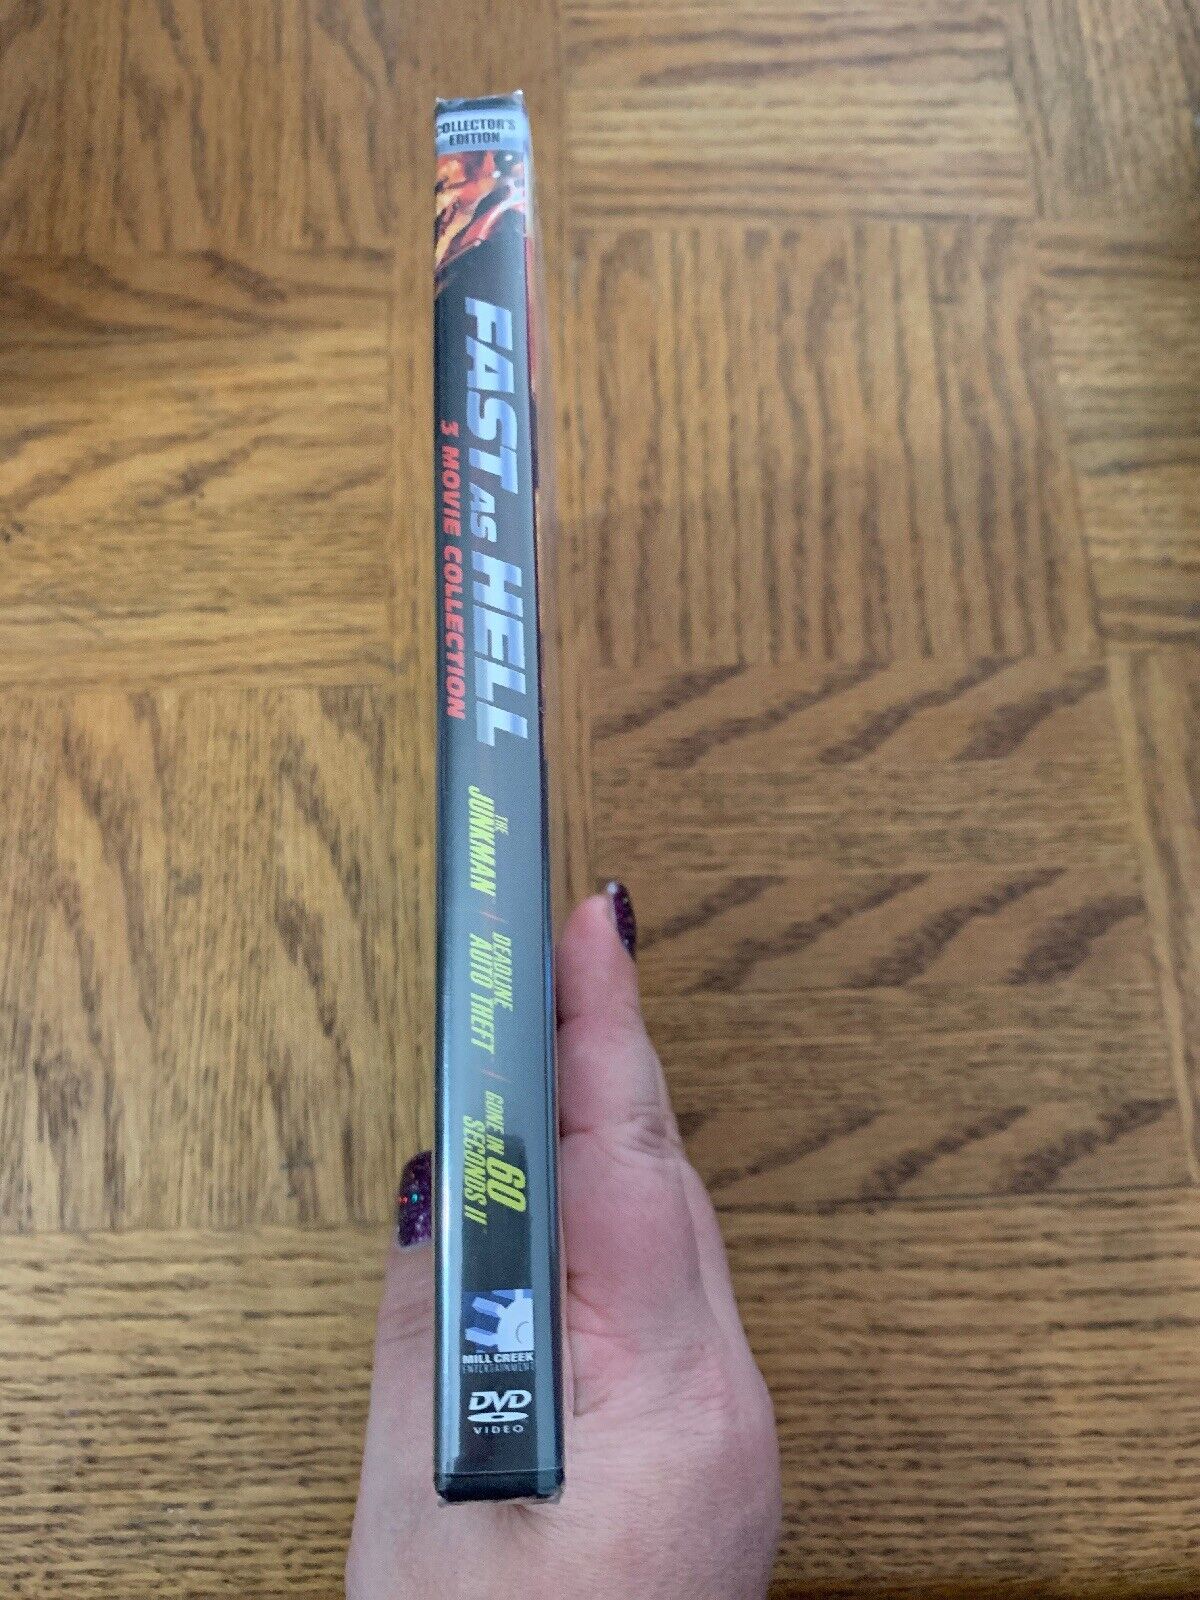 COLLECTOR'S
EDITION
FAST AS HELL
3 MOVIE COLLECTION
THE
JUNKMAN
DEADLINE
AUTO THEFT
GONE IN 60
SECONDS II
MILL CREEK
ENTERTAINMENT
DVD
VIDEO